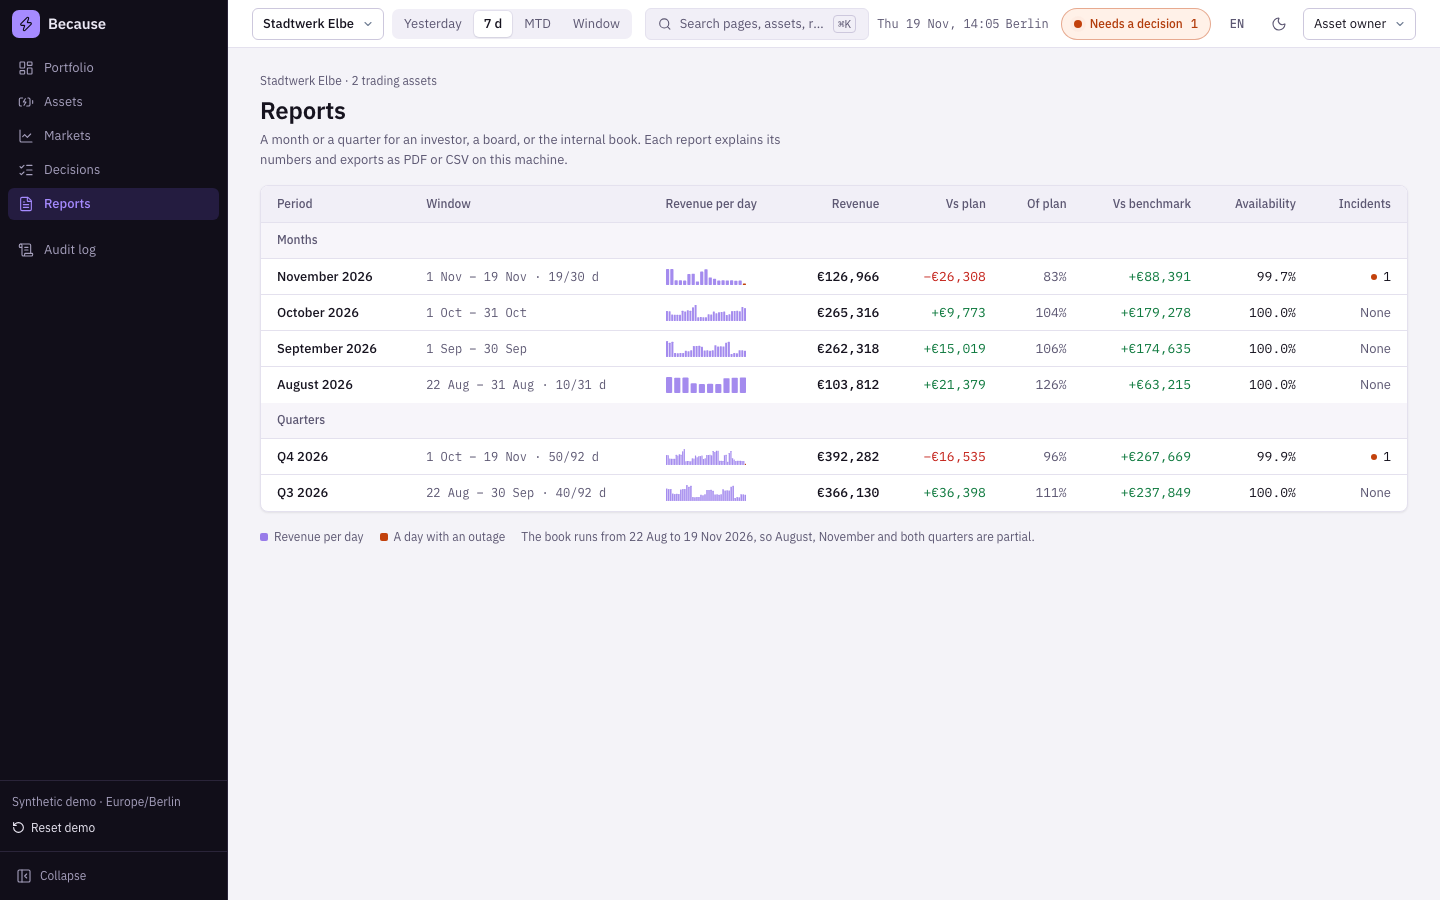 Because
Portfolio
Assets
Markets
Decisions
Reports
Audit log
Synthetic demo · Europe/Berlin
Reset demo
Collapse
Stadtwerk Elbe
Yesterday 7 d MTD Window
Search pages, assets, r... ⌘K
Thu 19 Nov, 14:05 Berlin
Needs a decision 1
EN
Asset owner
Stadtwerk Elbe · 2 trading assets
Reports
A month or a quarter for an investor, a board, or the internal book. Each report explains its
numbers and exports as PDF or CSV on this machine.
Period Window Revenue per day Revenue Vs plan Of plan Vs benchmark Availability Incidents
Months
November 2026 1 Nov – 19 Nov · 19/30 d €126,966 −€26,308 83% +€88,391 99.7% 1
October 2026 1 Oct – 31 Oct €265,316 +€9,773 104% +€179,278 100.0% None
September 2026 1 Sep – 30 Sep €262,318 +€15,019 106% +€174,635 100.0% None
August 2026 22 Aug – 31 Aug · 10/31 d €103,812 +€21,379 126% +€63,215 100.0% None
Quarters
Q4 2026 1 Oct – 19 Nov · 50/92 d €392,282 −€16,535 96% +€267,669 99.9% 1
Q3 2026 22 Aug – 30 Sep · 40/92 d €366,130 +€36,398 111% +€237,849 100.0% None
Revenue per day A day with an outage The book runs from 22 Aug to 19 Nov 2026, so August, November and both quarters are partial.